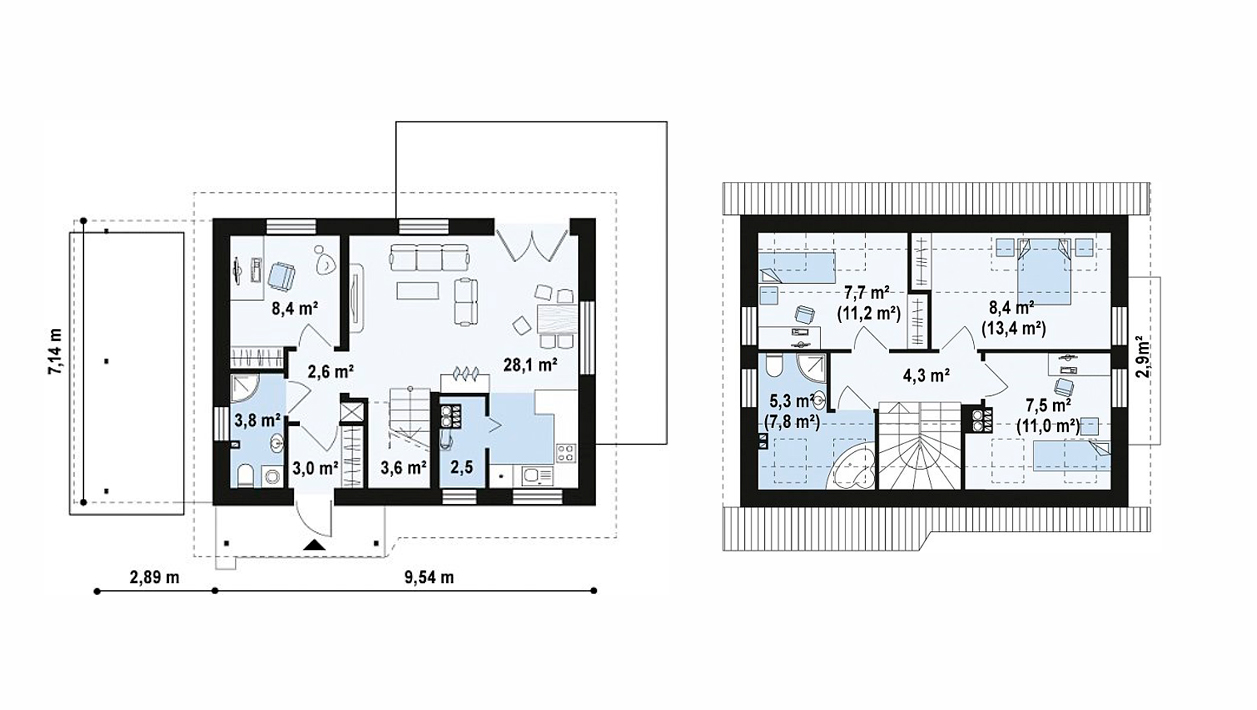 7,14 m
8,4 m²
2,6 m²
28,1 m²
3,8 m²
3,0 m²
3,6 m²
2,5
2,89 m
9,54 m
7,7 m²
(11,2 m²)
8,4 m²
(13,4 m²)
4,3 m²
5,3 m²
(7,8 m²)
7,5 m²
(11,0 m²)
2,9m²